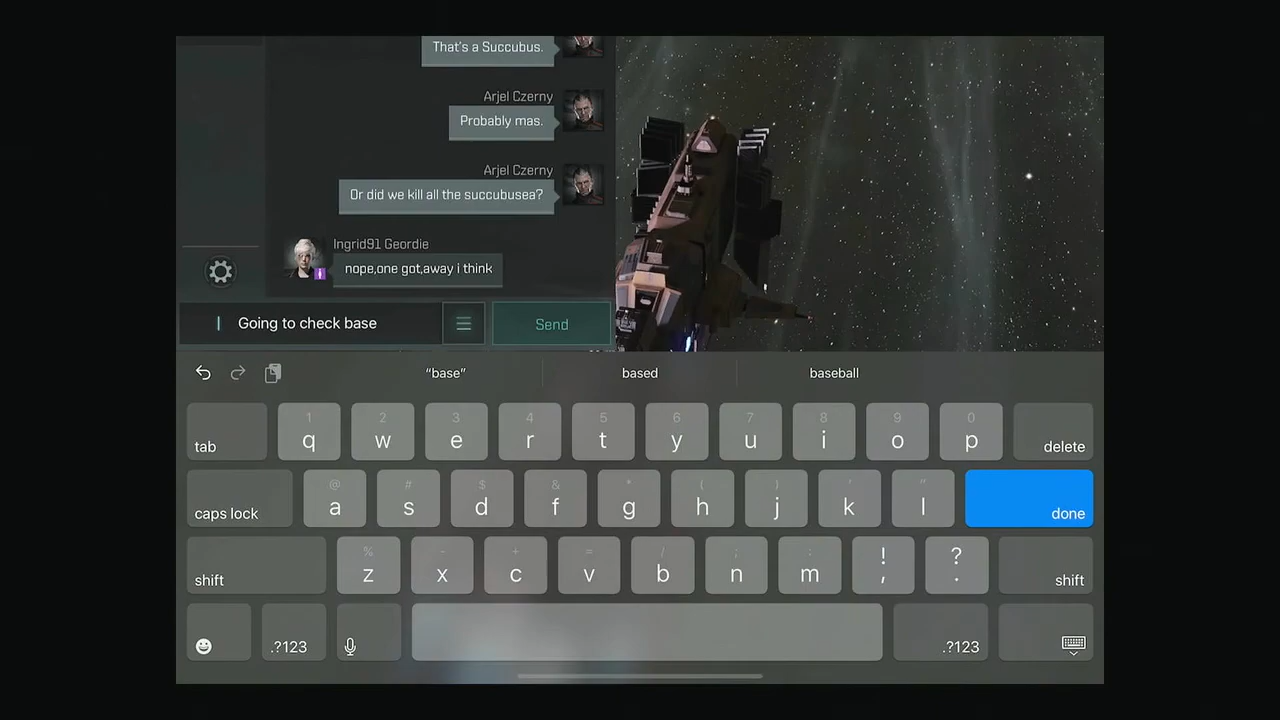 That's a Succubus.
Arjel Czerny
Probably mas.
Arjel Czerny
Or did we kill all the succubusea?
Ingrid91 Geordie
nope,one got,away i think
Going to check base
Send
“base” based baseball
tab 1 q 2 w 3 e 4 r 5 t 6 y 7 u 8 i 9 o 0 p delete
caps lock @ a # s $ d & f * g ( h ) j ' k " l done
shift % z - x + c = v / b ; n : m ! , ? . shift
.?123 .?123